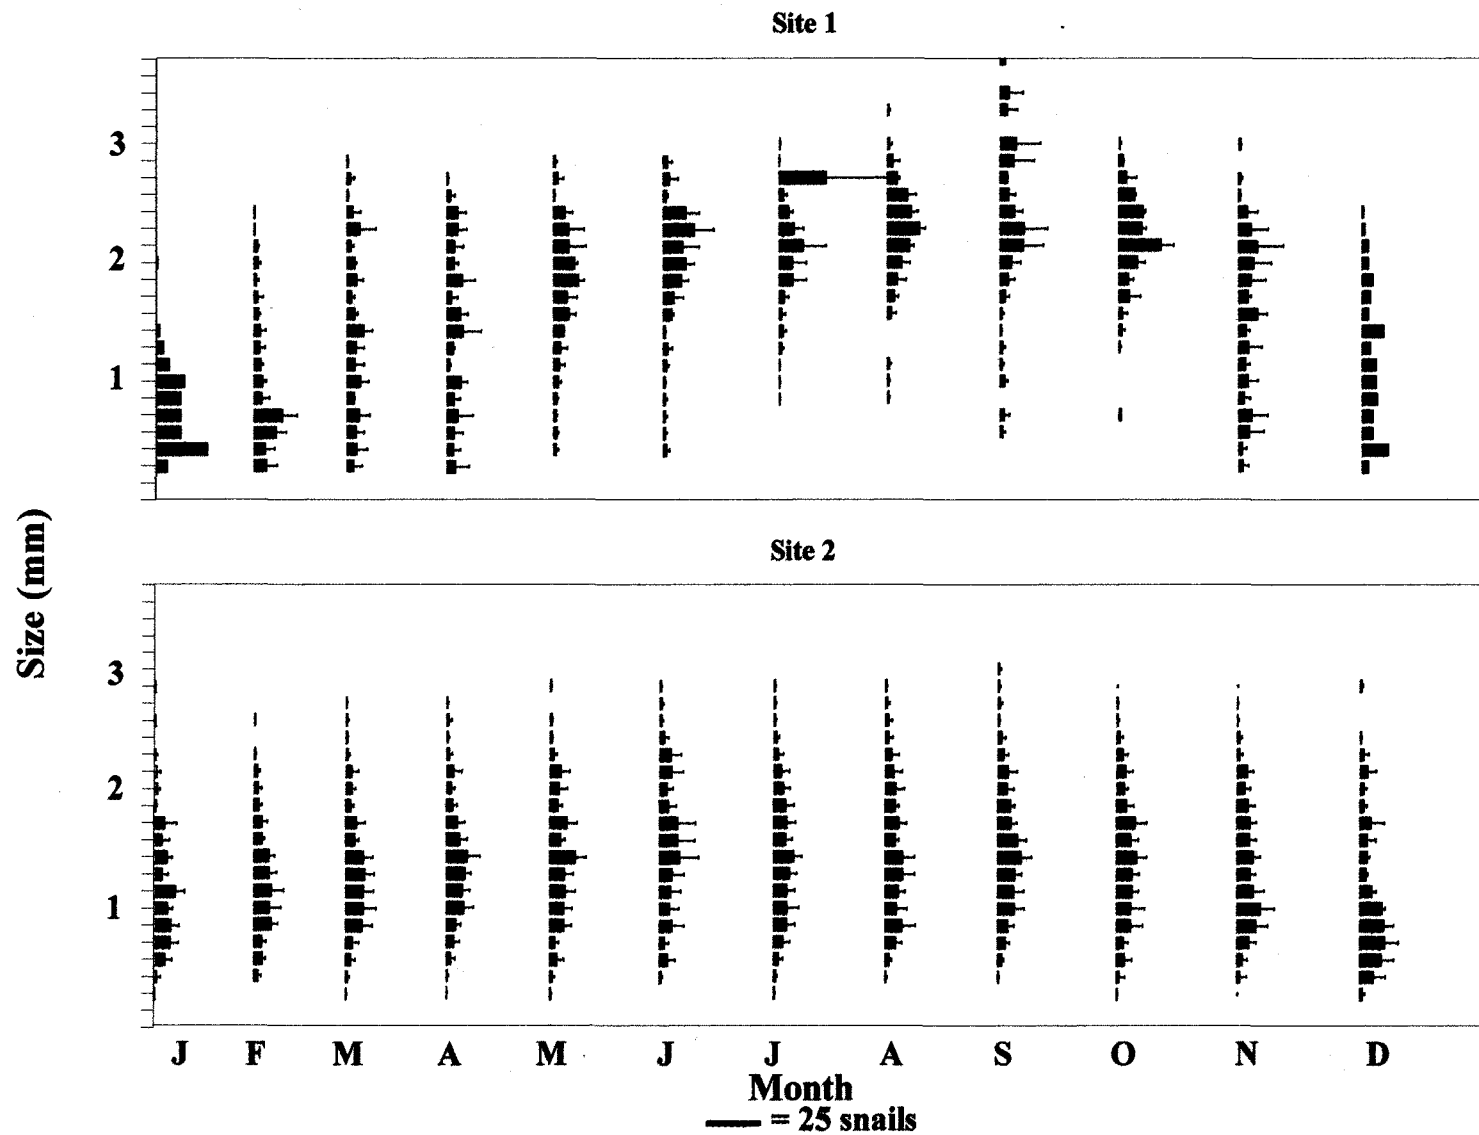 Site 1
3
2
1
Site 2
Size (mm)
3
2
1
J F M A M J J A S O N D
Month
= 25 snails